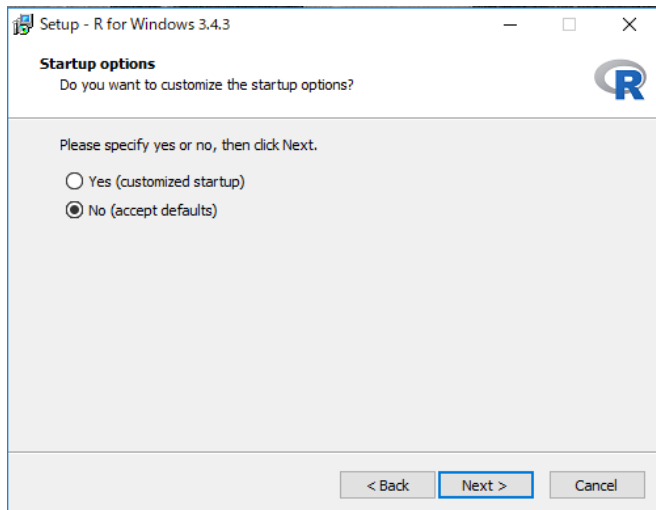 Setup - R for Windows 3.4.3
Startup options
Do you want to customize the startup options?
R
Please specify yes or no, then click Next.
Yes (customized startup)
No (accept defaults)
< Back
Next >
Cancel